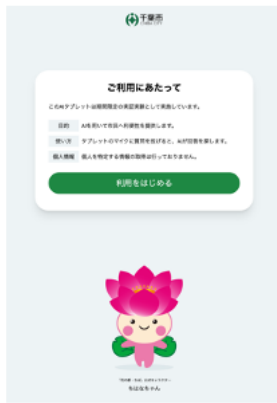 千葉市
CHIBA CITY
ご利用にあたって
このAIタブレットは期間限定の実証実験として実施しています。
目的 AIを用いて市民へ利便性を提供します。
使い方 タブレットのマイクに質問を投げると、AIが回答を探します。
個人情報 個人を特定する情報の取得は行っておりません。
利用をはじめる
ちはなちゃん